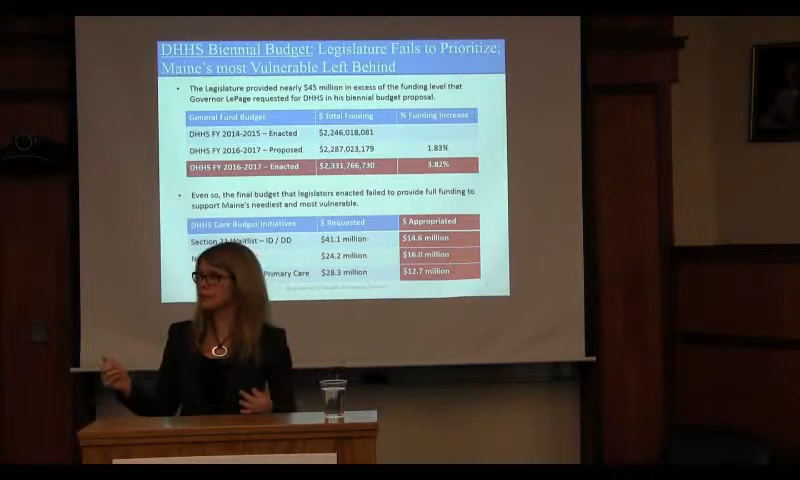 DHHS Biennial Budget: Legislature Fails to Prioritize;
Maine's most Vulnerable Left Behind
• The Legislature provided nearly $45 million in excess of the funding level that
Governor LePage requested for DHHS in his biennial budget proposal.
General Fund Budget $ Total Funding % Funding Increase
DHHS FY 2014-2015 – Enacted $2,246,018,081
DHHS FY 2016-2017 – Proposed $2,287,023,179 1.83%
DHHS FY 2016-2017 – Enacted $2,331,766,730 3.82%
• Even so, the final budget that legislators enacted failed to provide full funding to
support Maine's neediest and most vulnerable.
DHHS Core Budget Initiatives $ Requested $ Appropriated
Section Waitlist – ID / DD $41.1 million $14.6 million
$24.2 million $16.0 million
Primary Care $28.3 million $12.7 million
Department of Health and Human Services